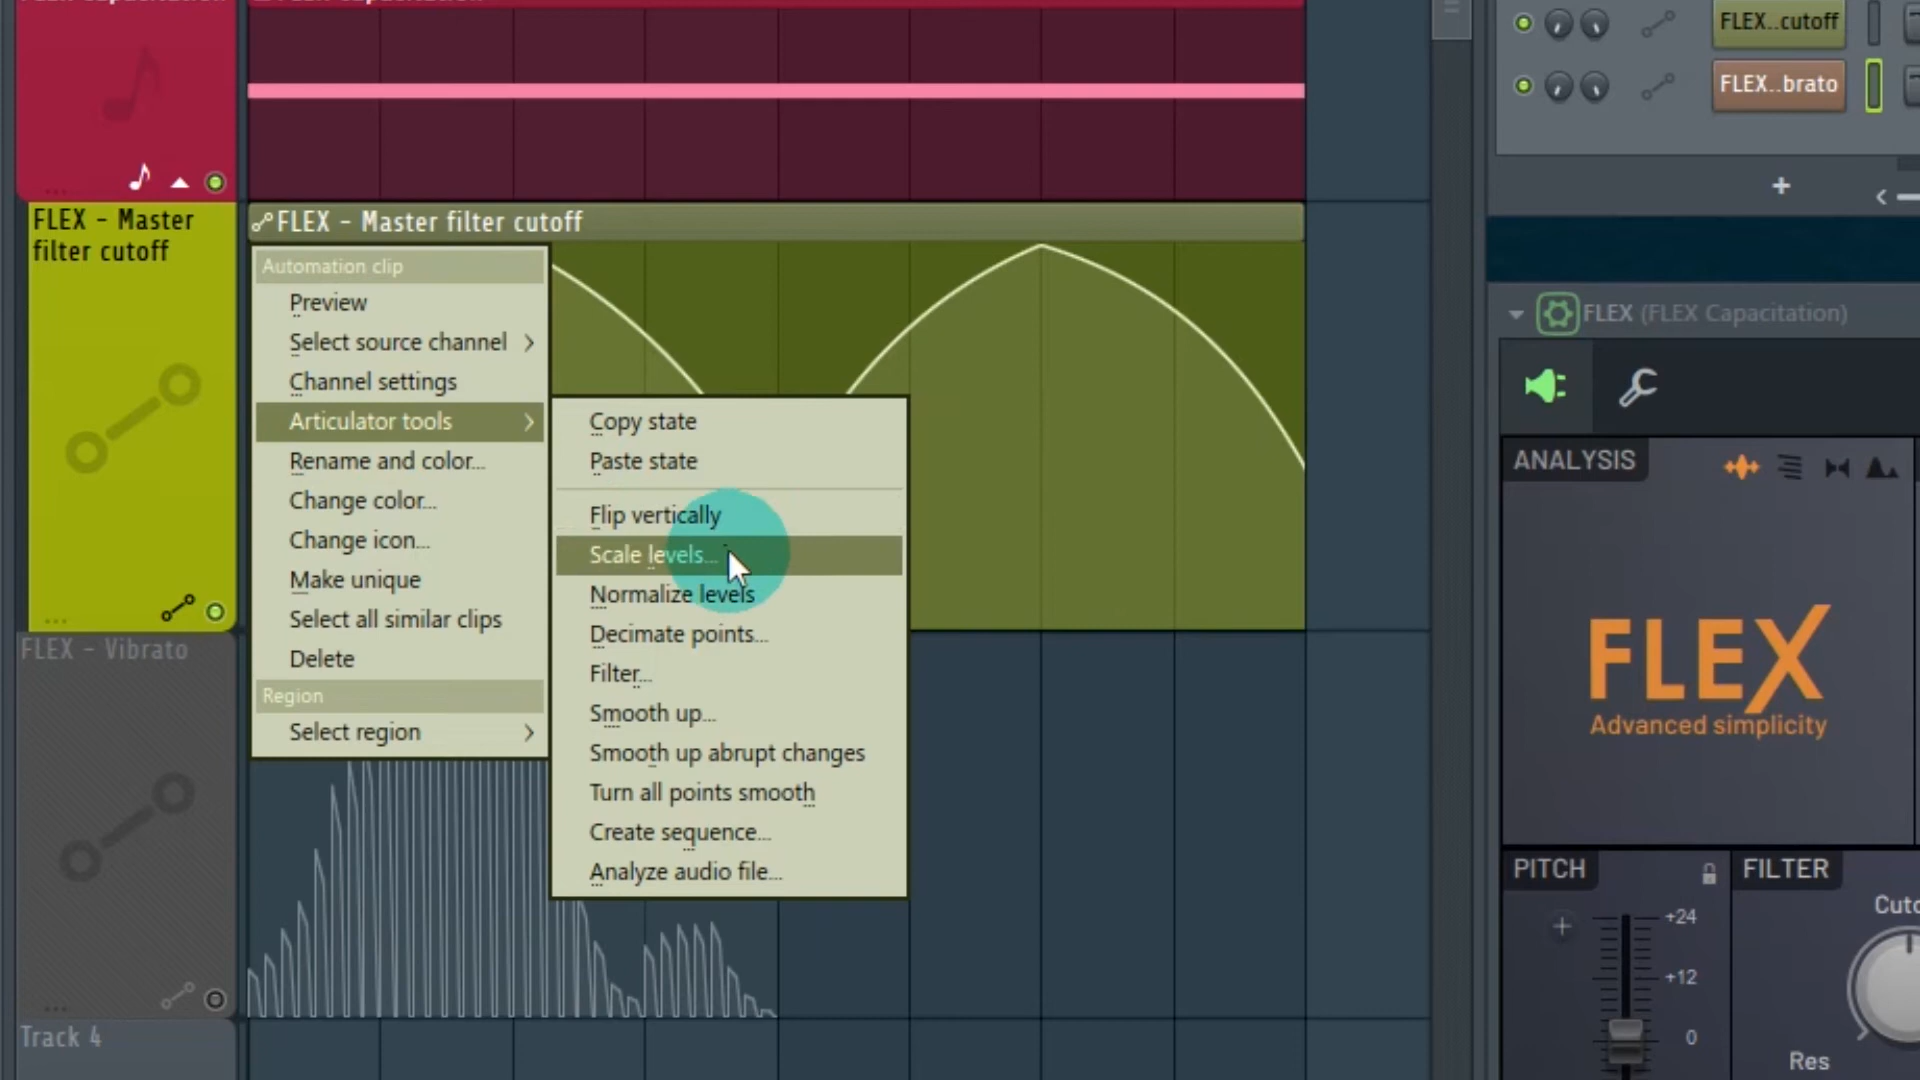 FLEX..cutoff
FLEX..brato
FLEX - Master
filter cutoff
FLEX - Master filter cutoff
Automation clip
Preview
Select source channel
Channel settings
Articulator tools
Rename and color...
Change color...
Change icon...
Make unique
Select all similar clips
Delete
Region
Select region
Copy state
Paste state
Flip vertically
Scale levels...
Normalize levels
Decimate points...
Filter...
Smooth up...
Smooth up abrupt changes
Turn all points smooth
Create sequence...
Analyze audio file...
FLEX - Vibrato
Track 4
FLEX (FLEX Capacitation)
ANALYSIS
FLEX
Advanced simplicity
PITCH
FILTER
+24
+12
0
Cuto
Res